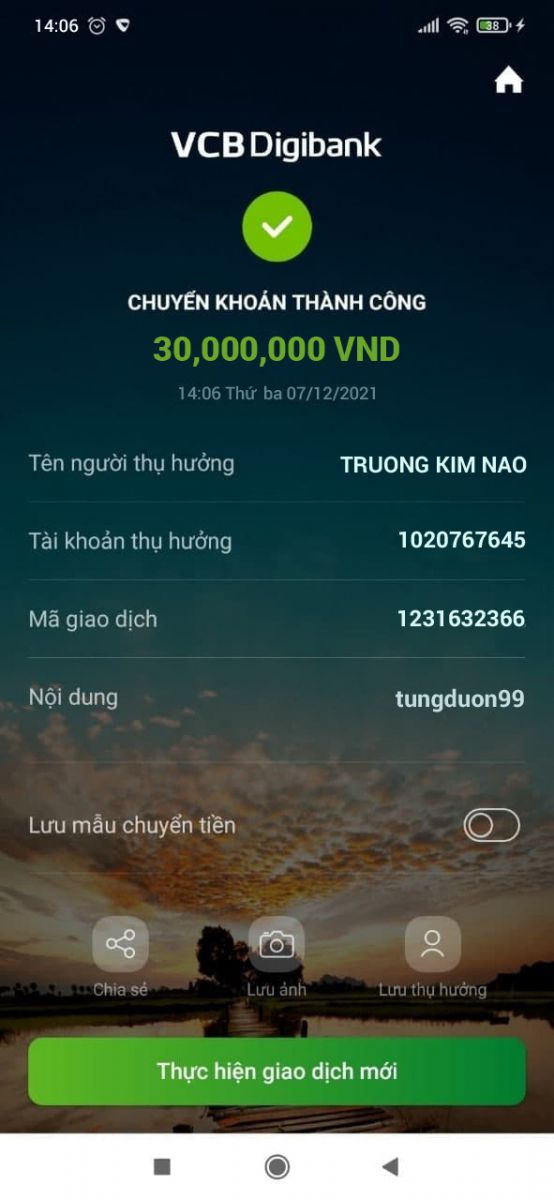 14:06
38
VCB Digibank
CHUYỂN KHOẢN THÀNH CÔNG
30,000,000 VND
14:06 Thứ ba 07/12/2021
Tên người thụ hưởng
TRUONG KIM NAO
Tài khoản thụ hưởng
1020767645
Mã giao dịch
1231632366
Nội dung
tungduon99
Lưu mẫu chuyển tiền
Chia sẻ
Lưu ảnh
Lưu thụ hưởng
Thực hiện giao dịch mới